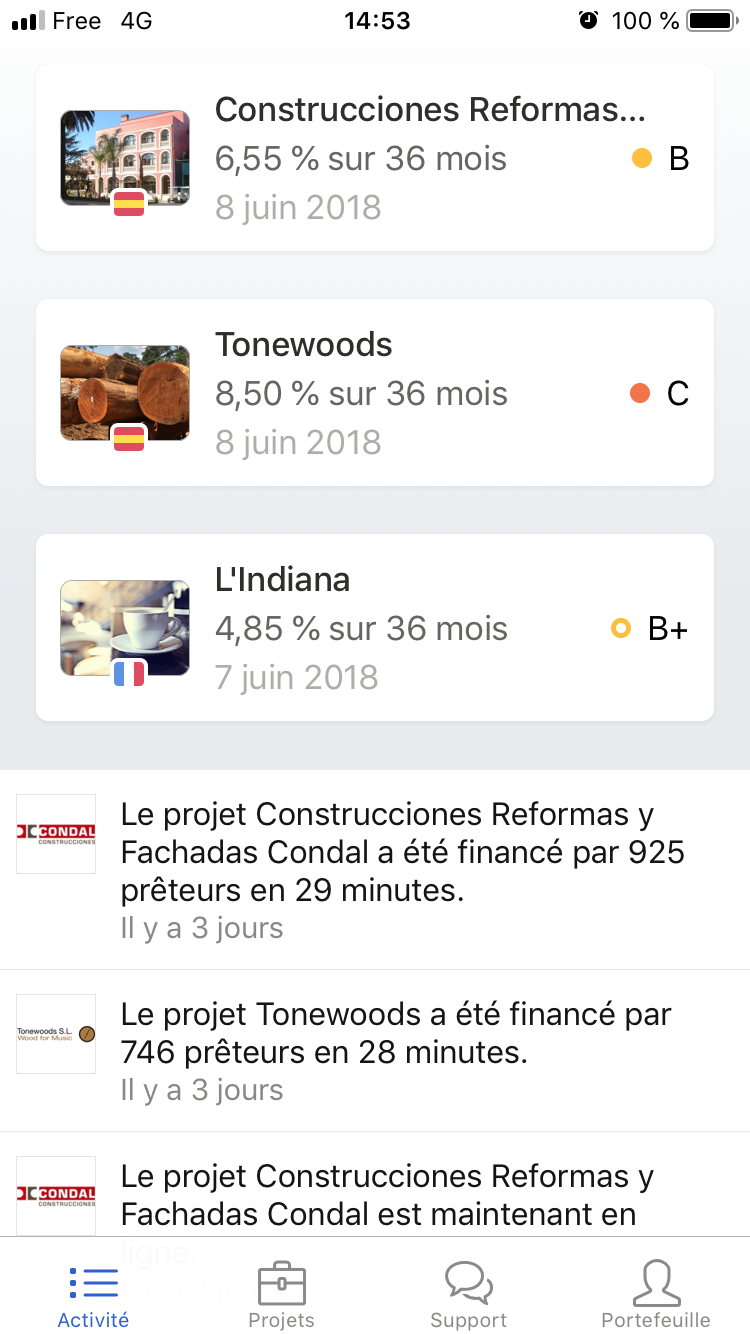 Free 4G 14:53 100 %
Construcciones Reformas...
6,55 % sur 36 mois
B
8 juin 2018
Tonewoods
8,50 % sur 36 mois
C
8 juin 2018
L'Indiana
4,85 % sur 36 mois
B+
7 juin 2018
CONDAL
CONSTRUCCIONES
Le projet Construcciones Reformas y
Fachadas Condal a été financé par 925
prêteurs en 29 minutes.
Il y a 3 jours
Tonewoods S.L.
Wood for Music
Le projet Tonewoods a été financé par
746 prêteurs en 28 minutes.
Il y a 3 jours
CONDAL
CONSTRUCCIONES
Le projet Construcciones Reformas y
Fachadas Condal est maintenant en
ligne.
Il y a 3 jours
Activité
Projets
Support
Portefeuille